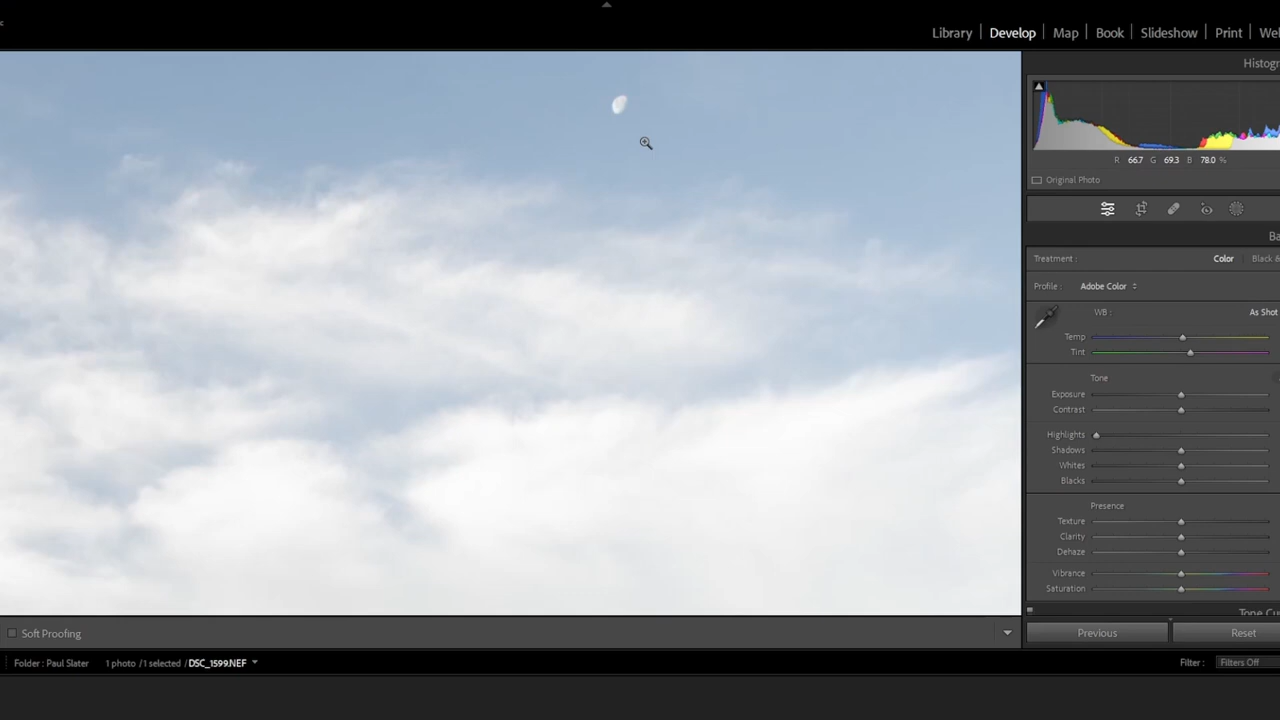 Library | Develop | Map | Book | Slideshow | Print |
R 66.7 G 69.3 B 78.0 %
Original Photo
Treatment : Color
Profile : Adobe Color
WB : As Shot
Temp
Tint
Tone
Exposure
Contrast
Highlights
Shadows
Whites
Blacks
Presence
Texture
Clarity
Dehaze
Vibrance
Saturation
Tone
Previous Reset
Soft Proofing
Folder : Paul Slater 1 photo / 1 selected / DSC_1599.NEF
Filter : Filters Off